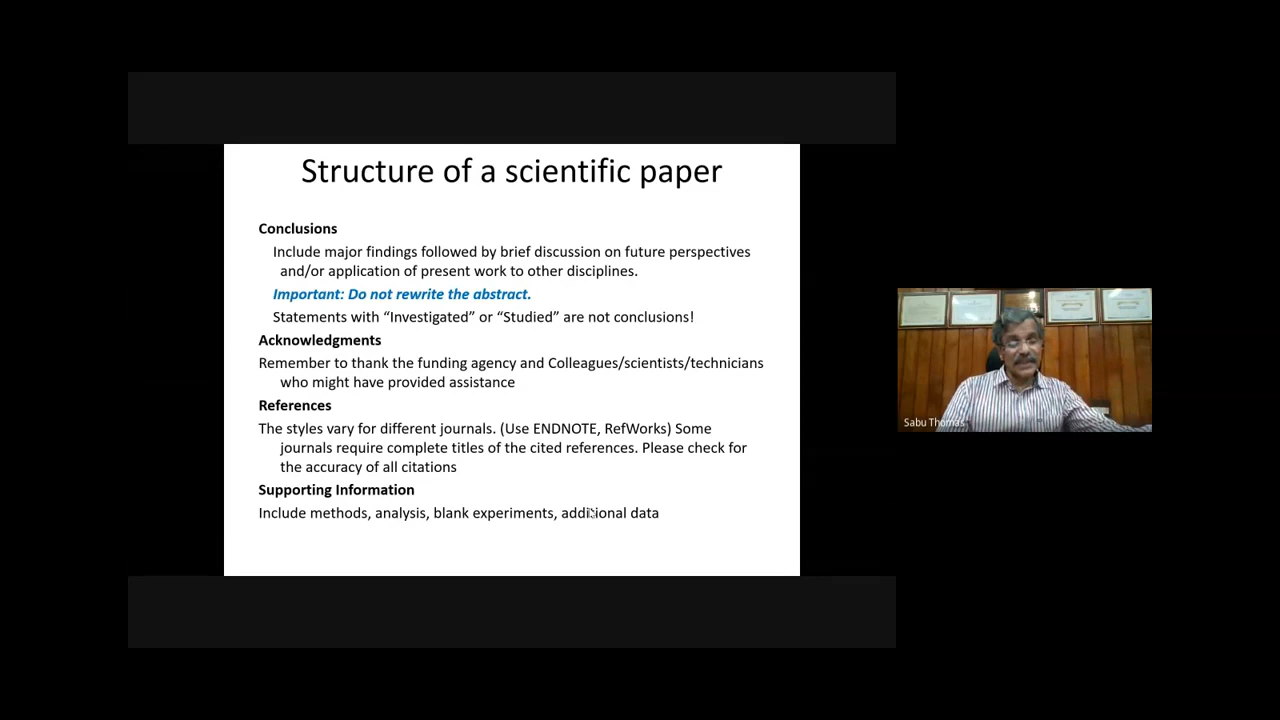 Structure of a scientific paper
Conclusions
Include major findings followed by brief discussion on future perspectives
and/or application of present work to other disciplines.
Important: Do not rewrite the abstract.
Statements with “Investigated” or “Studied” are not conclusions!
Acknowledgments
Remember to thank the funding agency and Colleagues/scientists/technicians
who might have provided assistance
References
The styles vary for different journals. (Use ENDNOTE, RefWorks) Some
journals require complete titles of the cited references. Please check for
the accuracy of all citations
Supporting Information
Include methods, analysis, blank experiments, additional data
Sabu Thomas